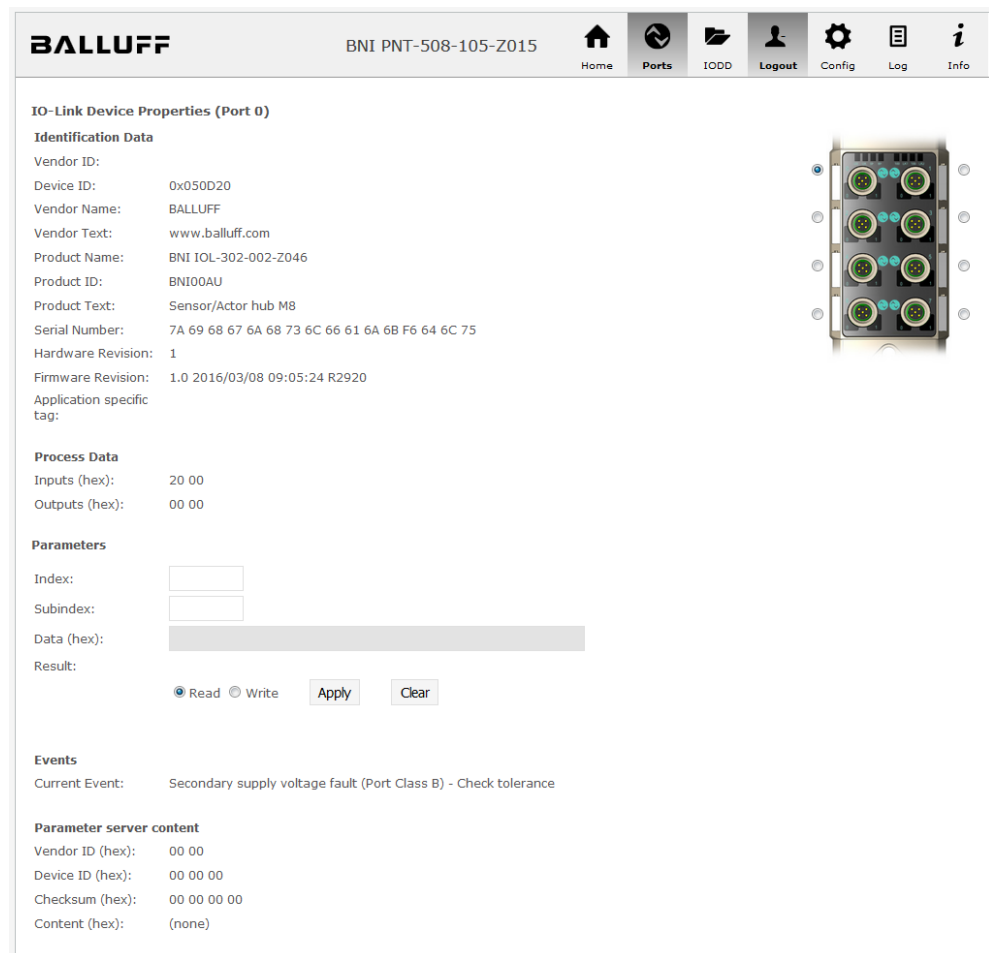 BALLUFF
BNI PNT-508-105-Z015
Home
Ports
IODD
Logout
Config
Log
Info
IO-Link Device Properties (Port 0)
Identification Data
Vendor ID:
Device ID: 0x050D20
Vendor Name: BALLUFF
Vendor Text: www.balluff.com
Product Name: BNI IOL-302-002-Z046
Product ID: BNI00AU
Product Text: Sensor/Actor hub M8
Serial Number: 7A 69 68 67 6A 68 73 6C 66 61 6A 6B F6 64 6C 75
Hardware Revision: 1
Firmware Revision: 1.0 2016/03/08 09:05:24 R2920
Application specific
tag:
Process Data
Inputs (hex): 20 00
Outputs (hex): 00 00
Parameters
Index:
Subindex:
Data (hex):
Result:
Read Write Apply Clear
Events
Current Event: Secondary supply voltage fault (Port Class B) - Check tolerance
Parameter server content
Vendor ID (hex): 00 00
Device ID (hex): 00 00 00
Checksum (hex): 00 00 00 00
Content (hex): (none)